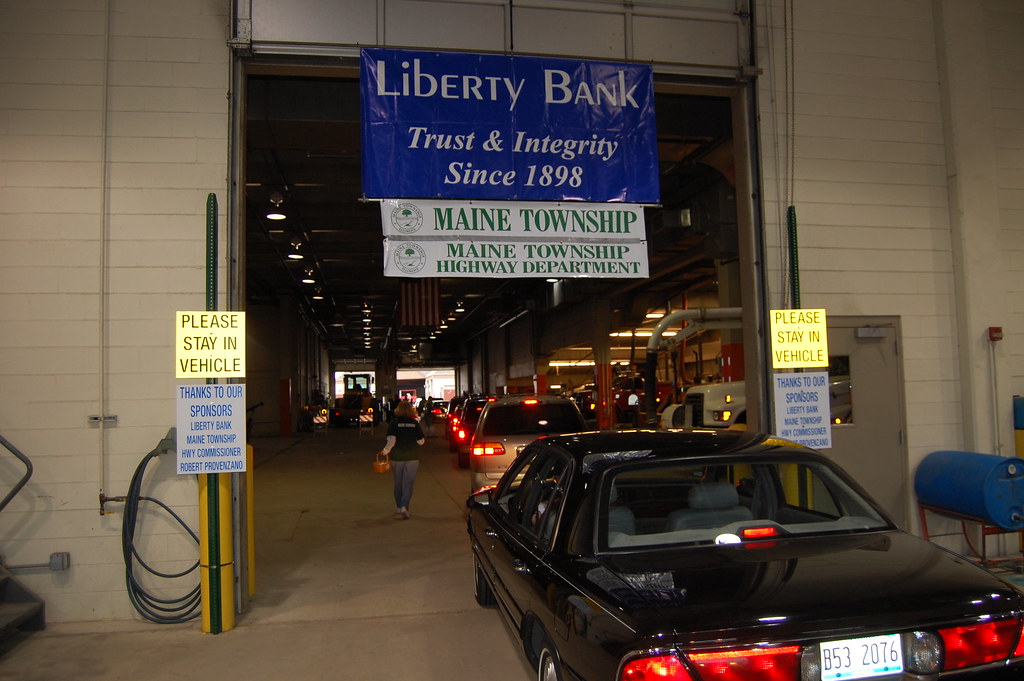 Liberty Bank
Trust & Integrity
Since 1898
MAINE TOWNSHIP
MAINE TOWNSHIP
HIGHWAY DEPARTMENT
PLEASE
STAY IN
VEHICLE
THANKS TO OUR
SPONSORS
LIBERTY BANK
MAINE TOWNSHIP
HWY COMMISSIONER
ROBERT PROVENZANO
PLEASE
STAY IN
VEHICLE
THANKS TO OUR
SPONSORS
LIBERTY BANK
MAINE TOWNSHIP
HWY COMMISSIONER
ROBERT PROVENZANO
B53 2076